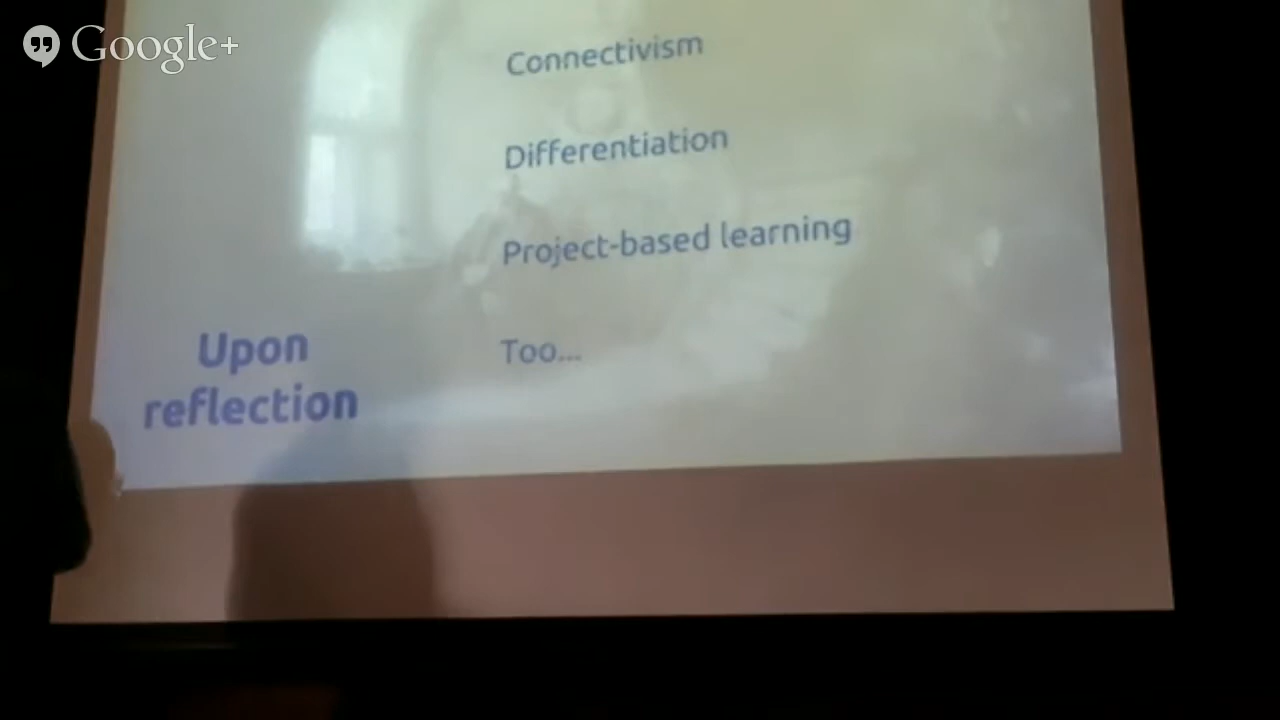 Google+
Connectivism
Differentiation
Project-based learning
Too...
Upon
reflection